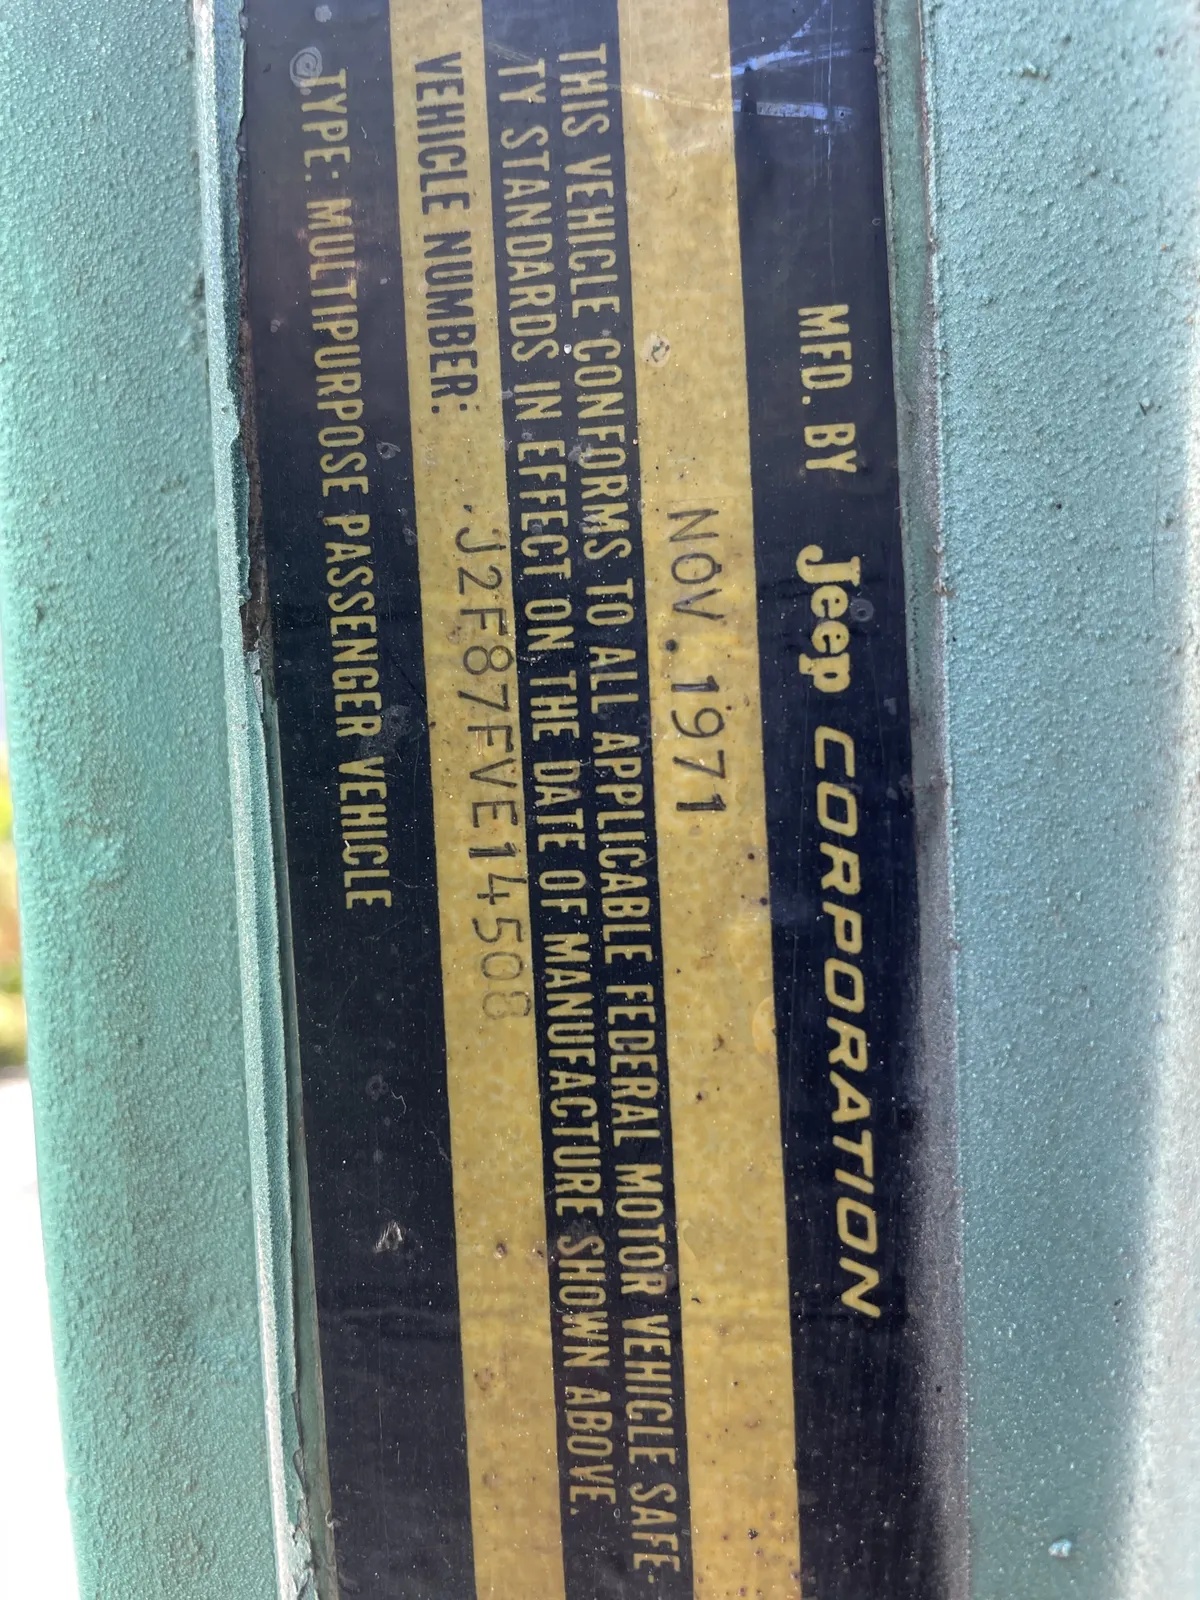 MFD. BY Jeep CORPORATION
NOV. 1971
THIS VEHICLE CONFORMS TO ALL APPLICABLE FEDERAL MOTOR VEHICLE SAFE-
TY STANDARDS IN EFFECT ON THE DATE OF MANUFACTURE SHOWN ABOVE.
VEHICLE NUMBER: J2F87FVE14508
TYPE: MULTIPURPOSE PASSENGER VEHICLE